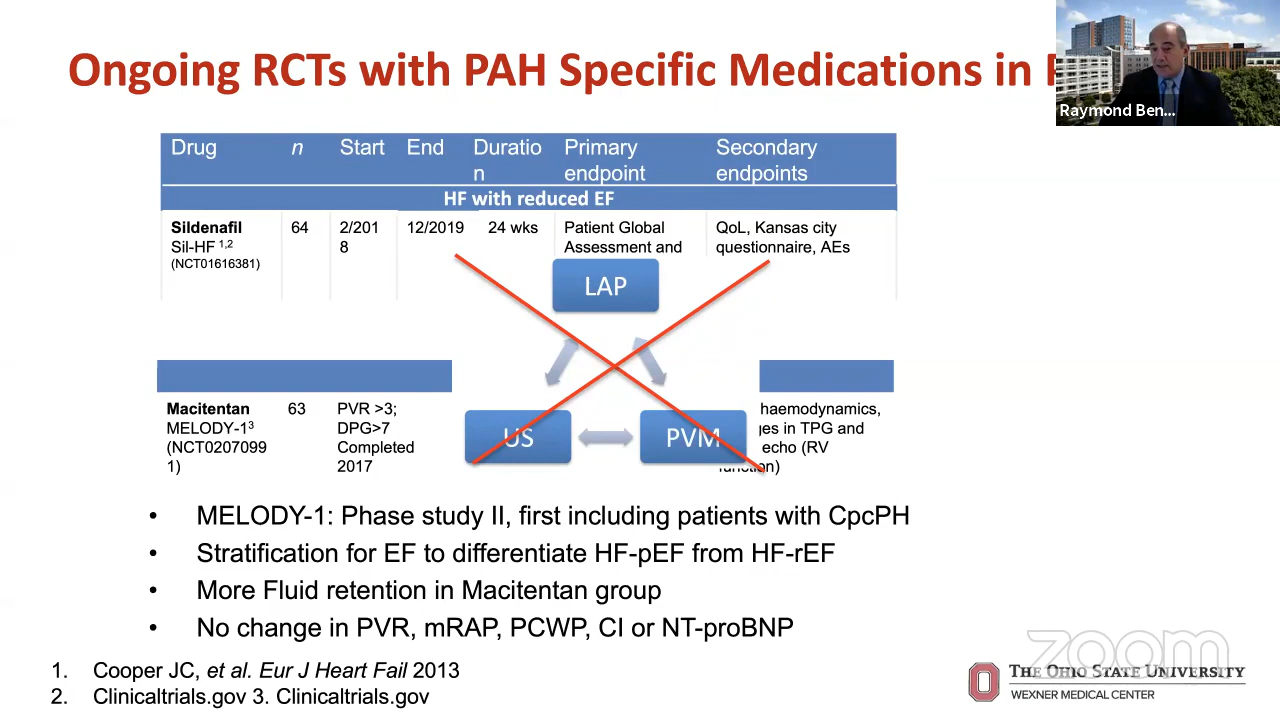 Ongoing RCTs with PAH Specific Medications in
Raymond Ben...
Drug n Start End Duratio Primary Secondary
n endpoint endpoints
HF with reduced EF
Sildenafil 64 2/201 12/2019 24 wks Patient Global QoL, Kansas city
Sil-HF 1,2 8 Assessment and questionnaire, AEs
(NCT01616381)
LAP
Macitentan 63 PVR >3; haemodynamics,
MELODY-1³ DPG>7 US PVM in TPG and
(NCT0207099 Completed echo (RV
1) 2017 function)
• MELODY-1: Phase study II, first including patients with CpcPH
• Stratification for EF to differentiate HF-pEF from HF-rEF
• More Fluid retention in Macitentan group
• No change in PVR, mRAP, PCWP, CI or NT-proBNP
1. Cooper JC, et al. Eur J Heart Fail 2013
2. Clinicaltrials.gov 3. Clinicaltrials.gov
zoom
THE OHIO STATE UNIVERSITY
WEXNER MEDICAL CENTER